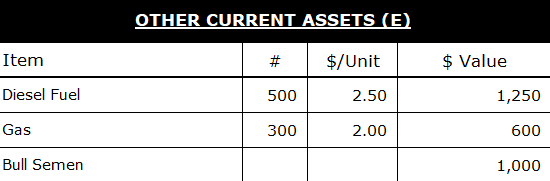 OTHER CURRENT ASSETS (E)
Item # $/Unit $ Value
Diesel Fuel 500 2.50 1,250
Gas 300 2.00 600
Bull Semen 1,000